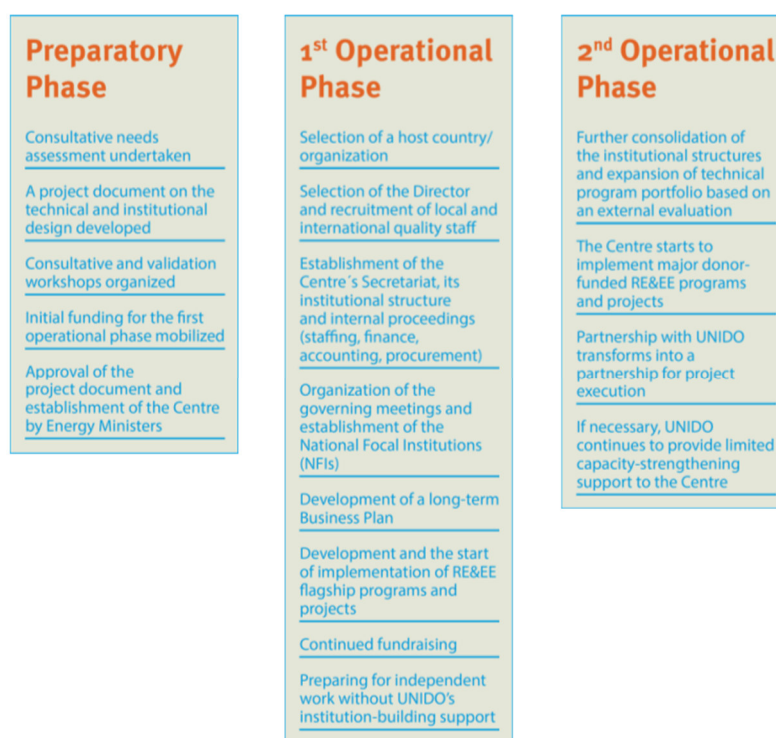 Preparatory
Phase
Consultative needs
assessment undertaken
A project document on the
technical and institutional
design developed
Consultative and validation
workshops organized
Initial funding for the first
operational phase mobilized
Approval of the
project document and
establishment of the Centre
by Energy Ministers
1st Operational
Phase
Selection of a host country/
organization
Selection of the Director
and recruitment of local and
international quality staff
Establishment of the
Centre´s Secretariat, its
institutional structure
and internal proceedings
(staffing, finance,
accounting, procurement)
Organization of the
governing meetings and
establishment of the
National Focal Institutions
(NFIs)
Development of a long-term
Business Plan
Development and the start
of implementation of RE&EE
flagship programs and
projects
Continued fundraising
Preparing for independent
work without UNIDO’s
institution-building support
2nd Operational
Phase
Further consolidation of
the institutional structures
and expansion of technical
program portfolio based on
an external evaluation
The Centre starts to
implement major donor-
funded RE&EE programs
and projects
Partnership with UNIDO
transforms into a
partnership for project
execution
If necessary, UNIDO
continues to provide limited
capacity-strengthening
support to the Centre